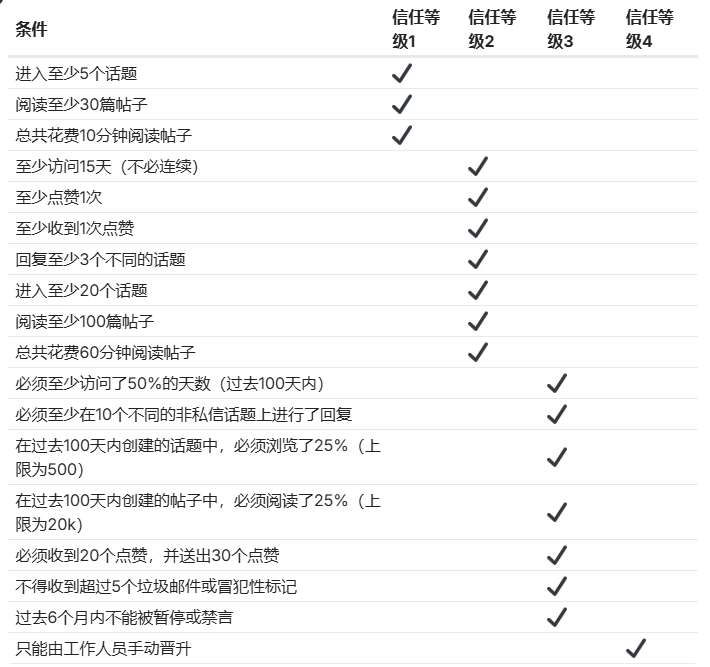 条件 信任等级1 信任等级2 信任等级3 信任等级4
进入至少5个话题 ✓
阅读至少30篇帖子 ✓
总共花费10分钟阅读帖子 ✓
至少访问15天（不必连续） ✓
至少点赞1次 ✓
至少收到1次点赞 ✓
回复至少3个不同的话题 ✓
进入至少20个话题 ✓
阅读至少100篇帖子 ✓
总共花费60分钟阅读帖子 ✓
必须至少访问了50%的天数（过去100天内） ✓
必须至少在10个不同的非私信话题上进行了回复 ✓
在过去100天内创建的话题中，必须浏览了25%（上
限为500） ✓
在过去100天内创建的帖子中，必须阅读了25%（上
限为20k） ✓
必须收到20个点赞，并送出30个点赞 ✓
不得收到超过5个垃圾邮件或冒犯性标记 ✓
过去6个月内不能被暂停或禁言 ✓
只能由工作人员手动晋升 ✓